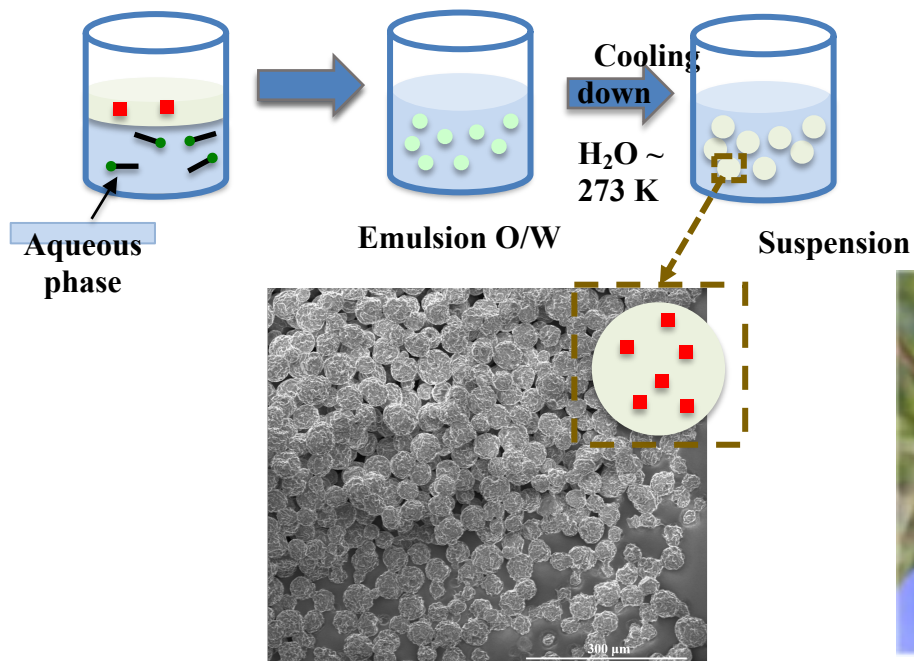 Cooling
down
H₂O ~
273 K
Aqueous
phase
Emulsion O/W
Suspension
300 µm